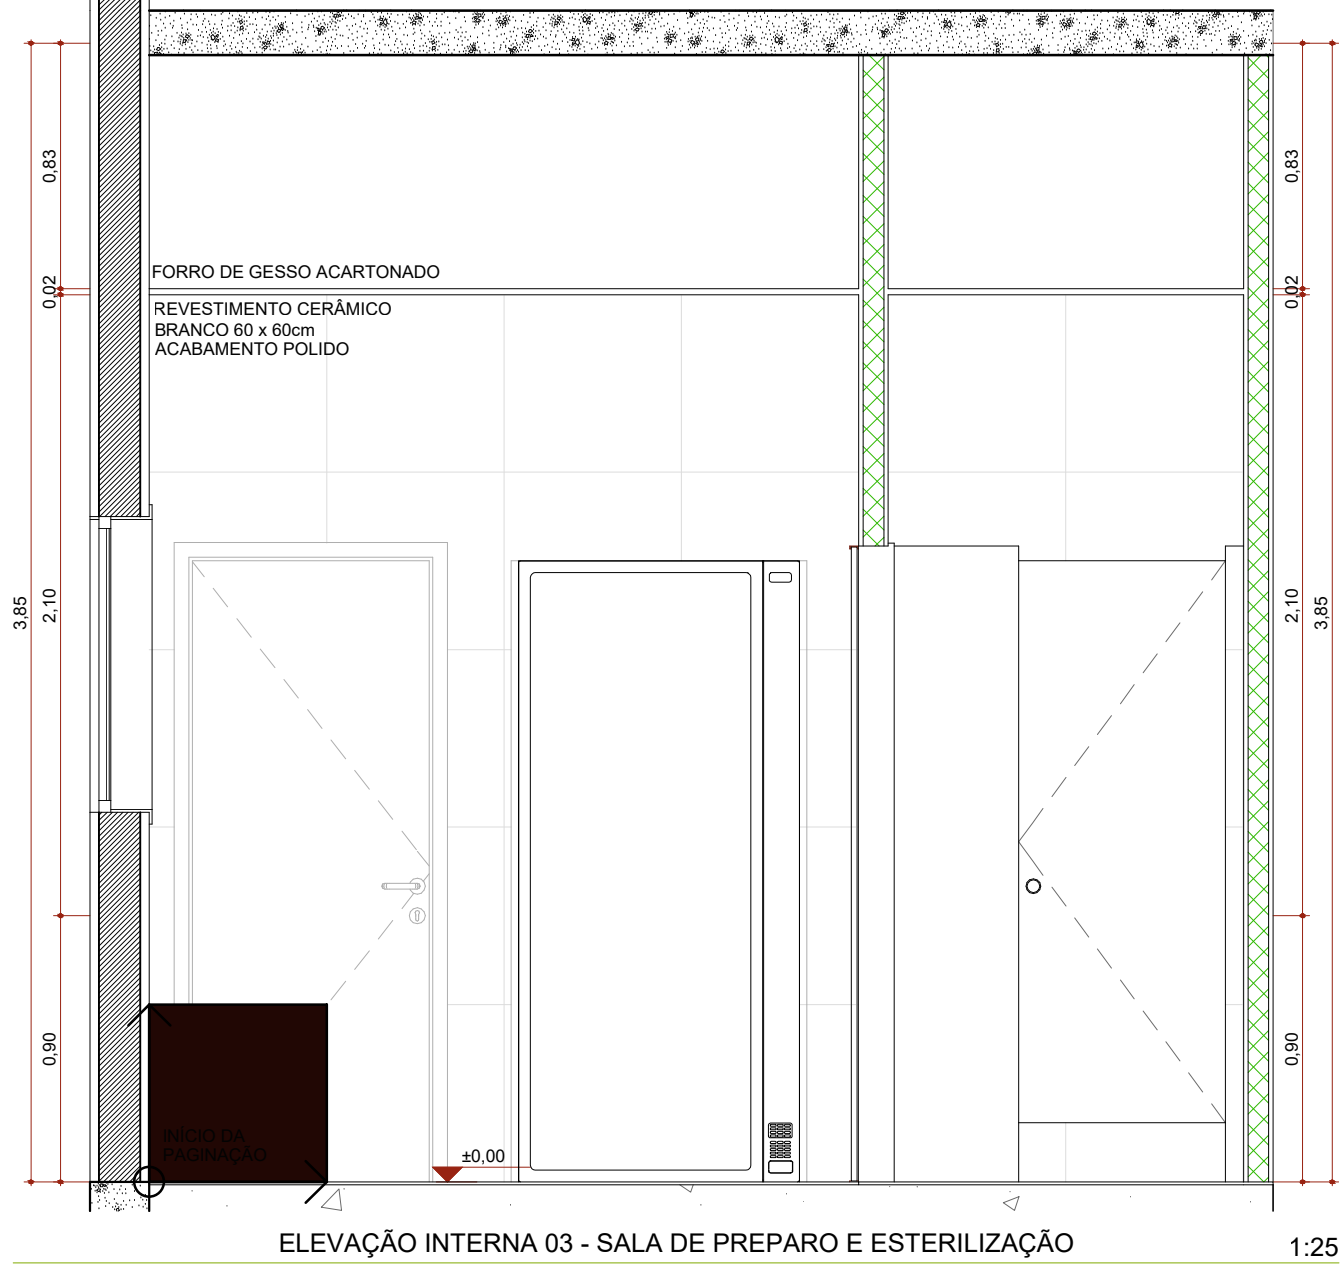 0,83
0,83
FORRO DE GESSO ACARTONADO
0,02
0,02
REVESTIMENTO CERÂMICO
BRANCO 60 x 60cm
ACABAMENTO POLIDO
3,85
2,10
2,10
3,85
0,90
0,90
INÍCIO DA
PAGINAÇÃO
±0,00
ELEVAÇÃO INTERNA 03 - SALA DE PREPARO E ESTERILIZAÇÃO
1:25